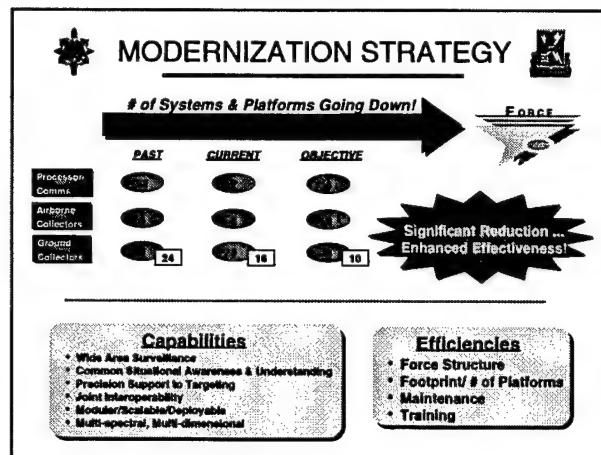 MODERNIZATION STRATEGY
# of Systems & Platforms Going Down!
FORCE
PAST CURRENT OBJECTIVE
Processor
Comms
Airborne
Collectors
Ground
Collectors
24 16 10
Significant Reduction ...
Enhanced Effectiveness!
Capabilities
• Wide Area Surveillance
• Common Situational Awareness & Understanding
• Precision Support to Targeting
• Joint Interoperability
• Moduler/Scalable/Deployable
• Multi-spectral, Multi-dimensional
Efficiencies
• Force Structure
• Footprint/ # of Platforms
• Maintenance
• Training